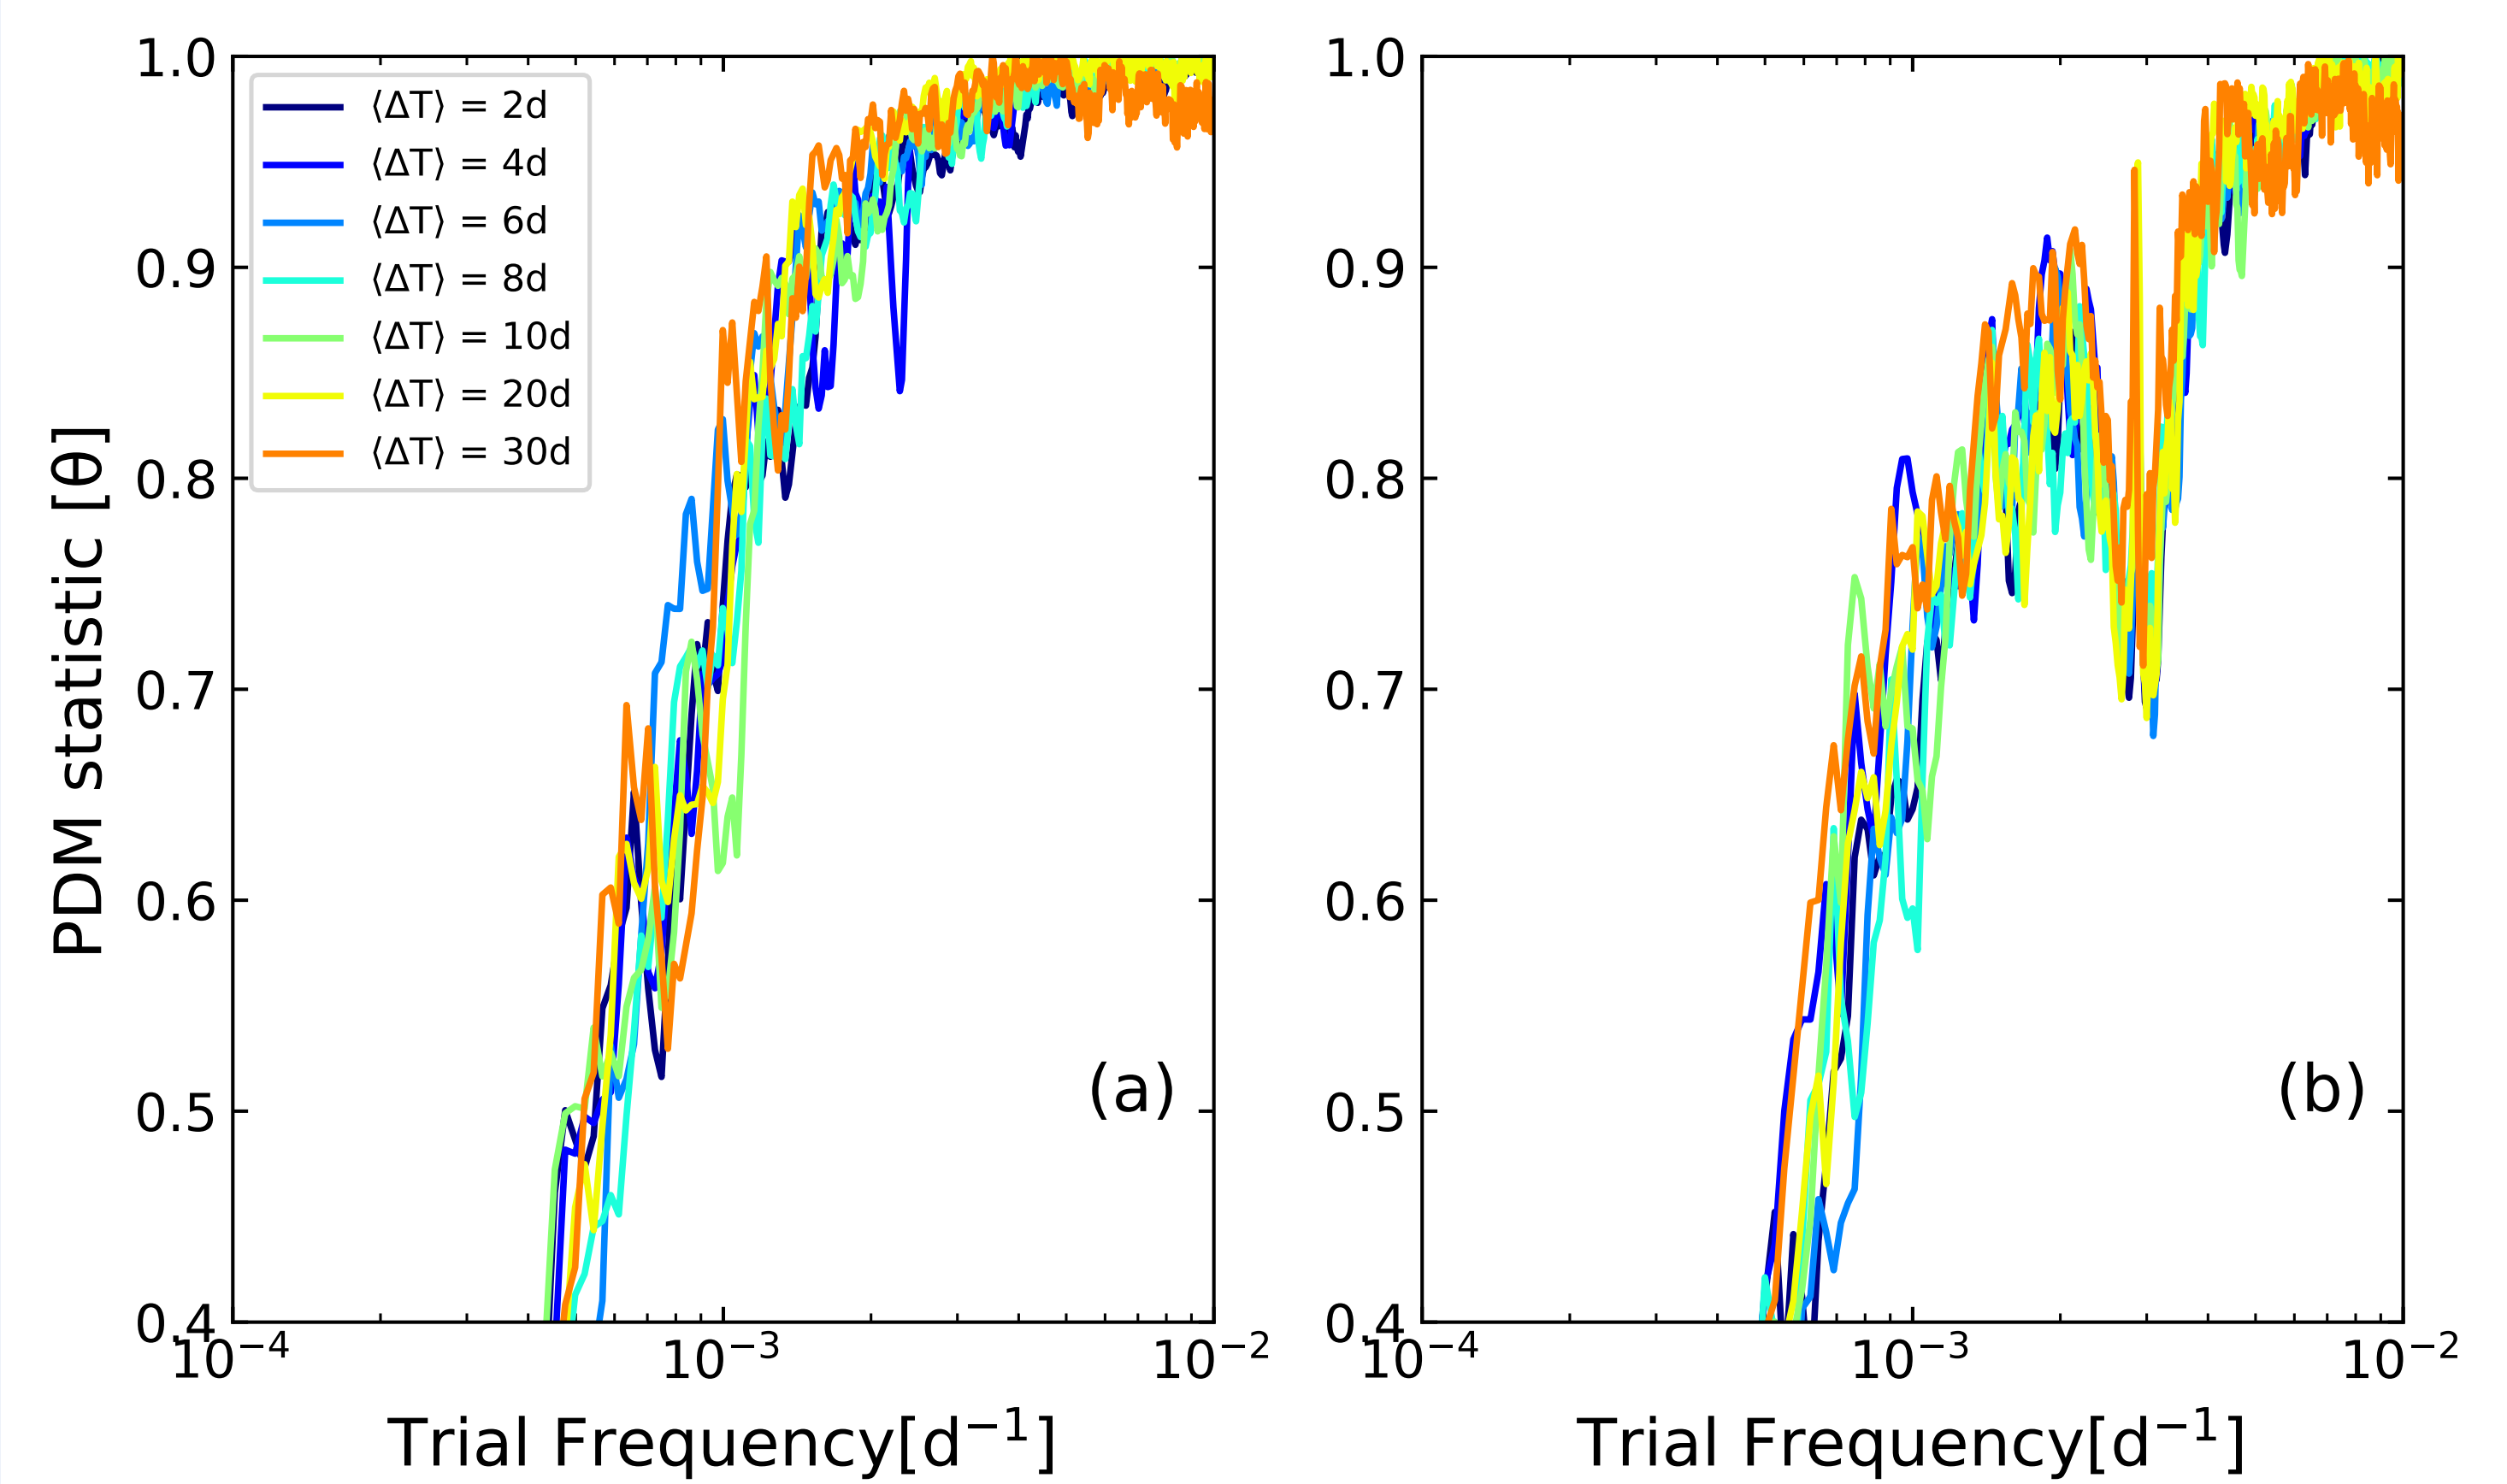 PDM statistic [θ]
1.0
0.9
0.8
0.7
0.6
0.5
0.4
⟨ΔT⟩ = 2d
⟨ΔT⟩ = 4d
⟨ΔT⟩ = 6d
⟨ΔT⟩ = 8d
⟨ΔT⟩ = 10d
⟨ΔT⟩ = 20d
⟨ΔT⟩ = 30d
(a)
10⁻⁴ 10⁻³ 10⁻²
Trial Frequency[d⁻¹]
1.0
0.9
0.8
0.7
0.6
0.5
0.4
(b)
10⁻⁴ 10⁻³ 10⁻²
Trial Frequency[d⁻¹]